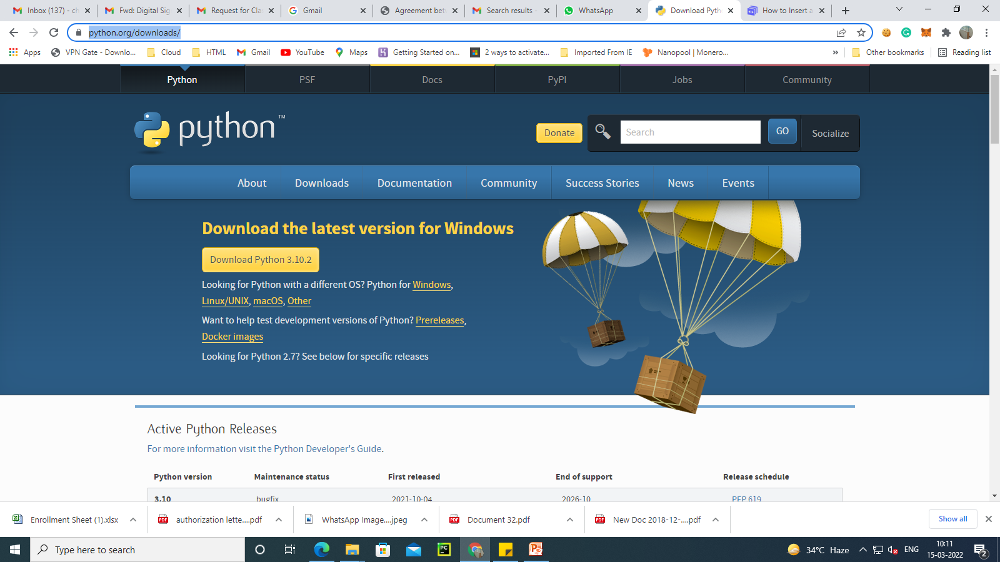 Inbox (137) - ch
Fwd: Digital Sig
Request for Cla
Gmail
Agreement bet
Search results -
WhatsApp
Download Pyth
How to Insert a
python.org/downloads/
Apps
VPN Gate - Downlo...
Cloud
HTML
Gmail
YouTube
Maps
Getting Started on...
2 ways to activate...
Imported From IE
Nanopool | Monero...
»
Other bookmarks
Reading list
Python
PSF
Docs
PyPI
Jobs
Community
python™
Donate
Search
GO
Socialize
About
Downloads
Documentation
Community
Success Stories
News
Events
Download the latest version for Windows
Download Python 3.10.2
Looking for Python with a different OS? Python for Windows,
Linux/UNIX, macOS, Other
Want to help test development versions of Python? Prereleases,
Docker images
Looking for Python 2.7? See below for specific releases
Active Python Releases
For more information visit the Python Developer's Guide.
Python version
Maintenance status
First released
End of support
Release schedule
3.10
bugfix
2021-10-04
2026-10
PEP 619
Enrollment Sheet (1).xlsx
PDF
authorization lette....pdf
WhatsApp Image....jpeg
PDF
Document 32.pdf
PDF
New Doc 2018-12-....pdf
Show all
Type here to search
PC
34°C Haze
ENG
10:11
15-03-2022
2